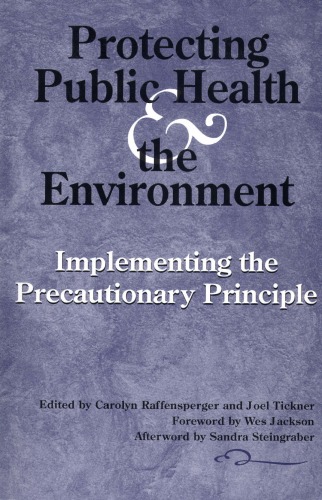 Protecting
Public Health
&
the
Environment
Implementing the
Precautionary Principle
Edited by Carolyn Raffensperger and Joel Tickner
Foreword by Wes Jackson
Afterword by Sandra Steingraber